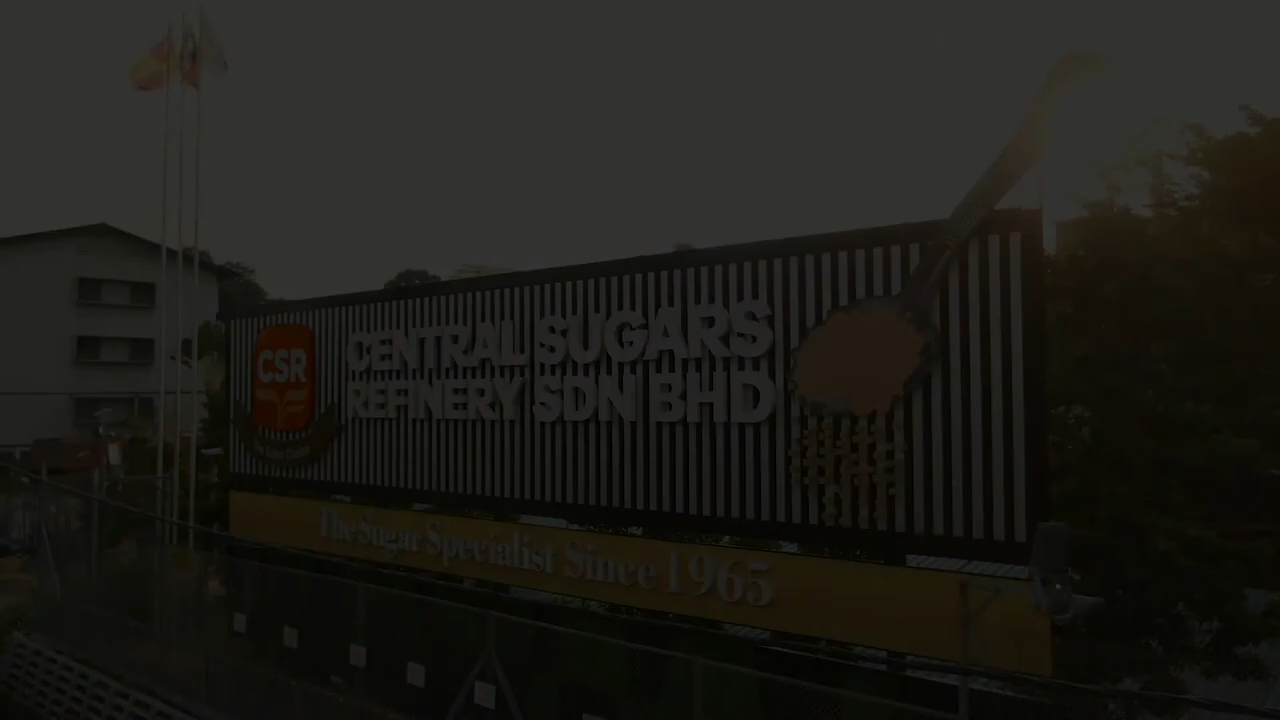 CSR
CENTRAL SUGARS
REFINERY SDN BHD
The Sugar Specialist Since 1965